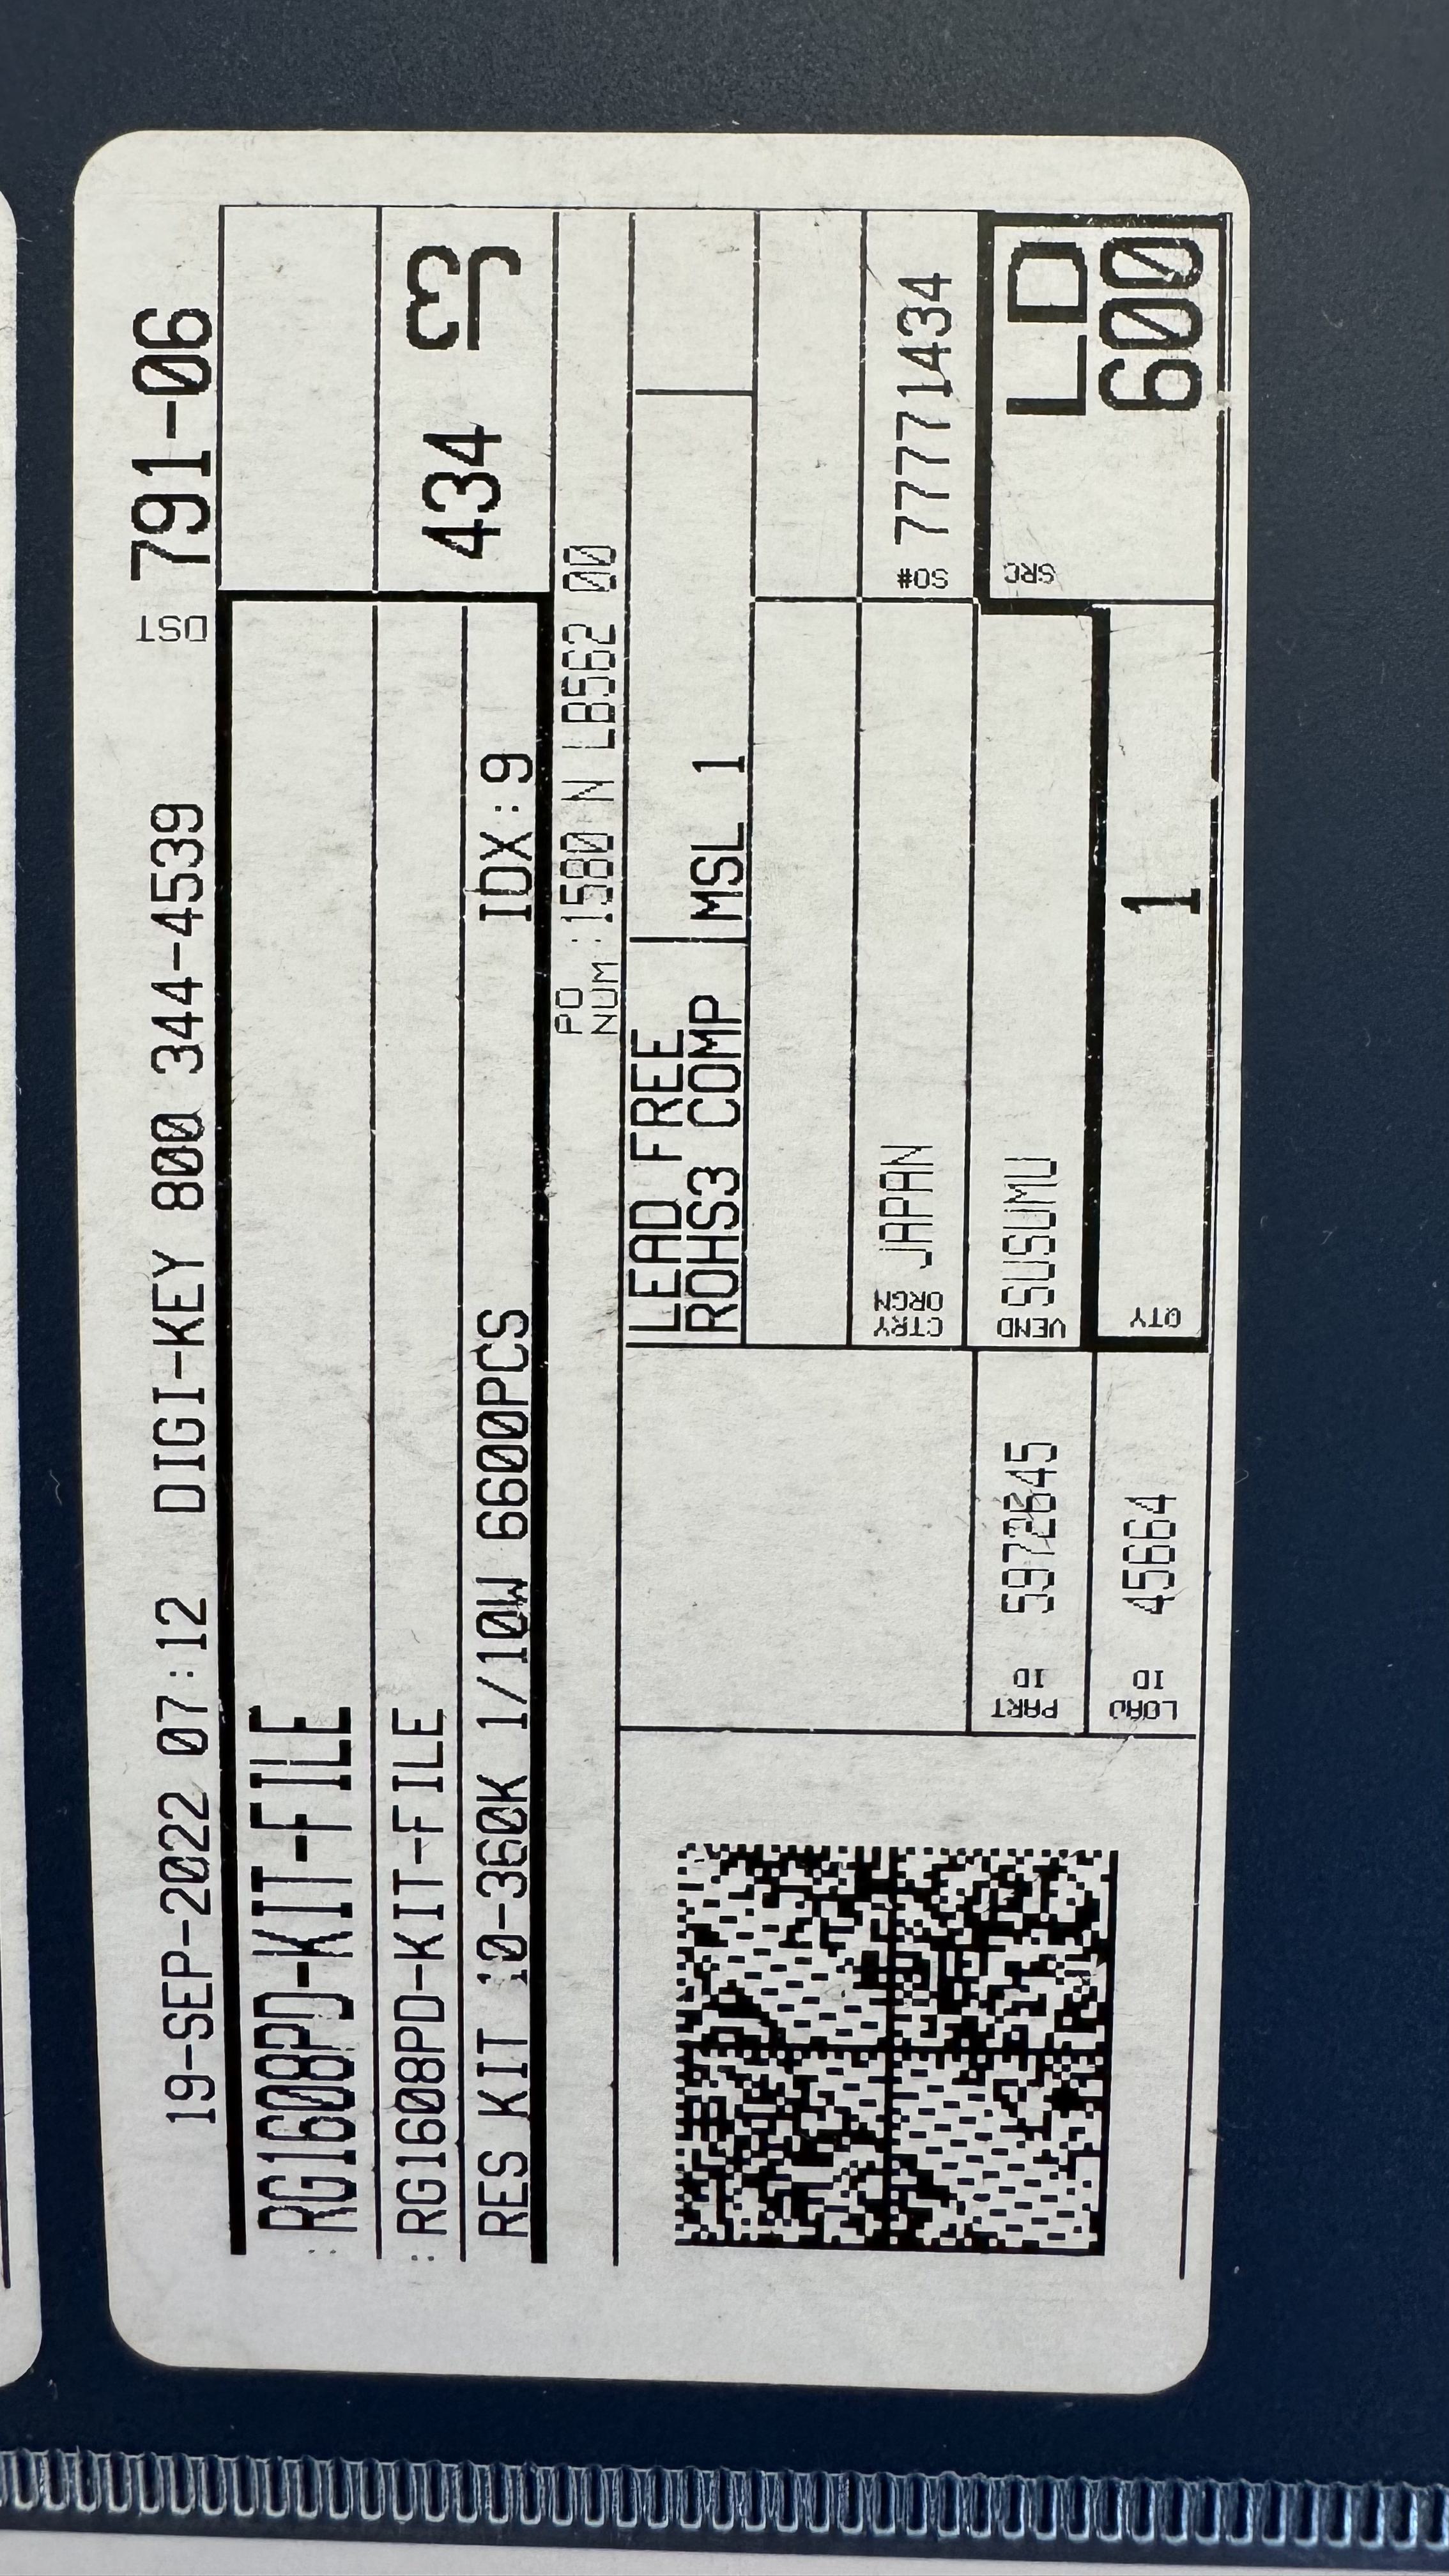 19-SEP-2022 07:12 DIGI-KEY 800 344-4539
DST 791-06
: RG1608PD-KIT-FILE
: RG1608PD-KIT-FILE
434
RES KIT 10-360K 1/10W 6600PCS IDX:9
PO NUM: 1580 N LB562 00
LEAD FREE
ROHS3 COMP
MSL 1
CTRY ORGN JAPAN
SO# 77771434
PART ID 5972645
VEND SUSUMU
SRC LD 600
LOAD ID 45664
QTY 1